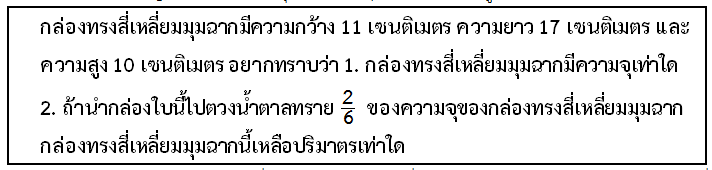 กล่องทรงสี่เหลี่ยมมุมฉากมีความกว้าง 11 เซนติเมตร ความยาว 17 เซนติเมตร และ
ความสูง 10 เซนติเมตร อยากทราบว่า 1. กล่องทรงสี่เหลี่ยมมุมฉากมีความจุเท่าใด
2. ถ้านำกล่องใบนี้ไปตวงน้ำตาลทราย 2/6 ของความจุของกล่องทรงสี่เหลี่ยมมุมฉาก
กล่องทรงสี่เหลี่ยมมุมฉากนี้เหลือปริมาตรเท่าใด